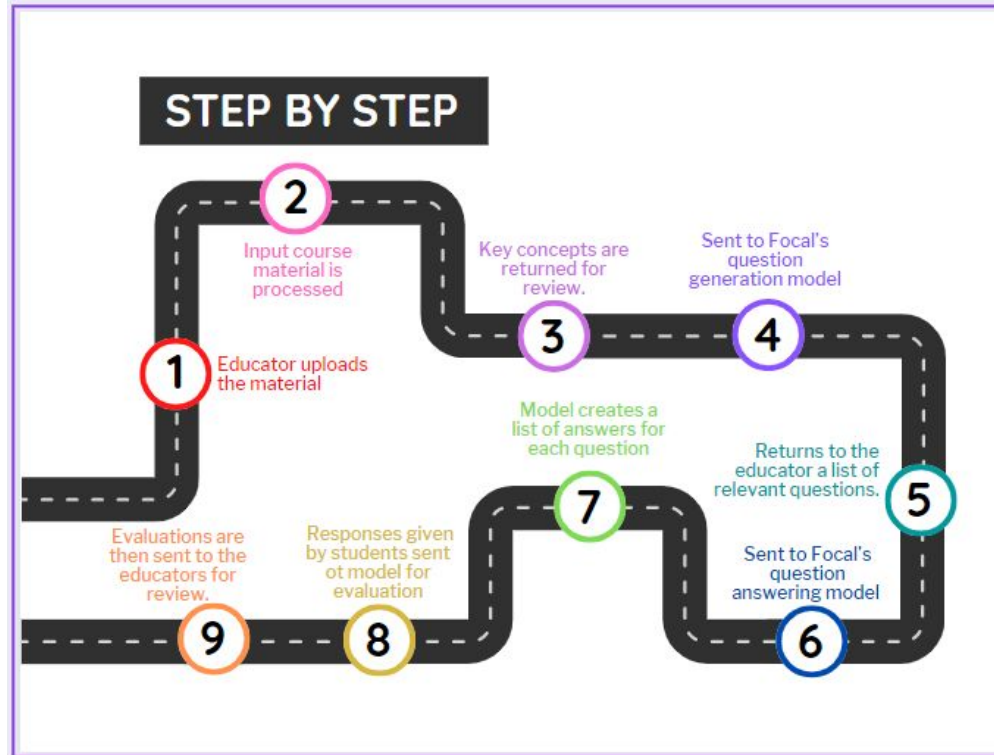 STEP BY STEP
1
Educator uploads
the material
2
Input course
material is
processed
3
Key concepts are
returned for
review.
4
Sent to Focal's
question
generation model
5
Returns to the
educator a list of
relevant questions.
6
Sent to Focal's
question
answering model
7
Model creates a
list of answers for
each question
8
Responses given
by students sent
ot model for
evaluation
9
Evaluations are
then sent to the
educators for
review.